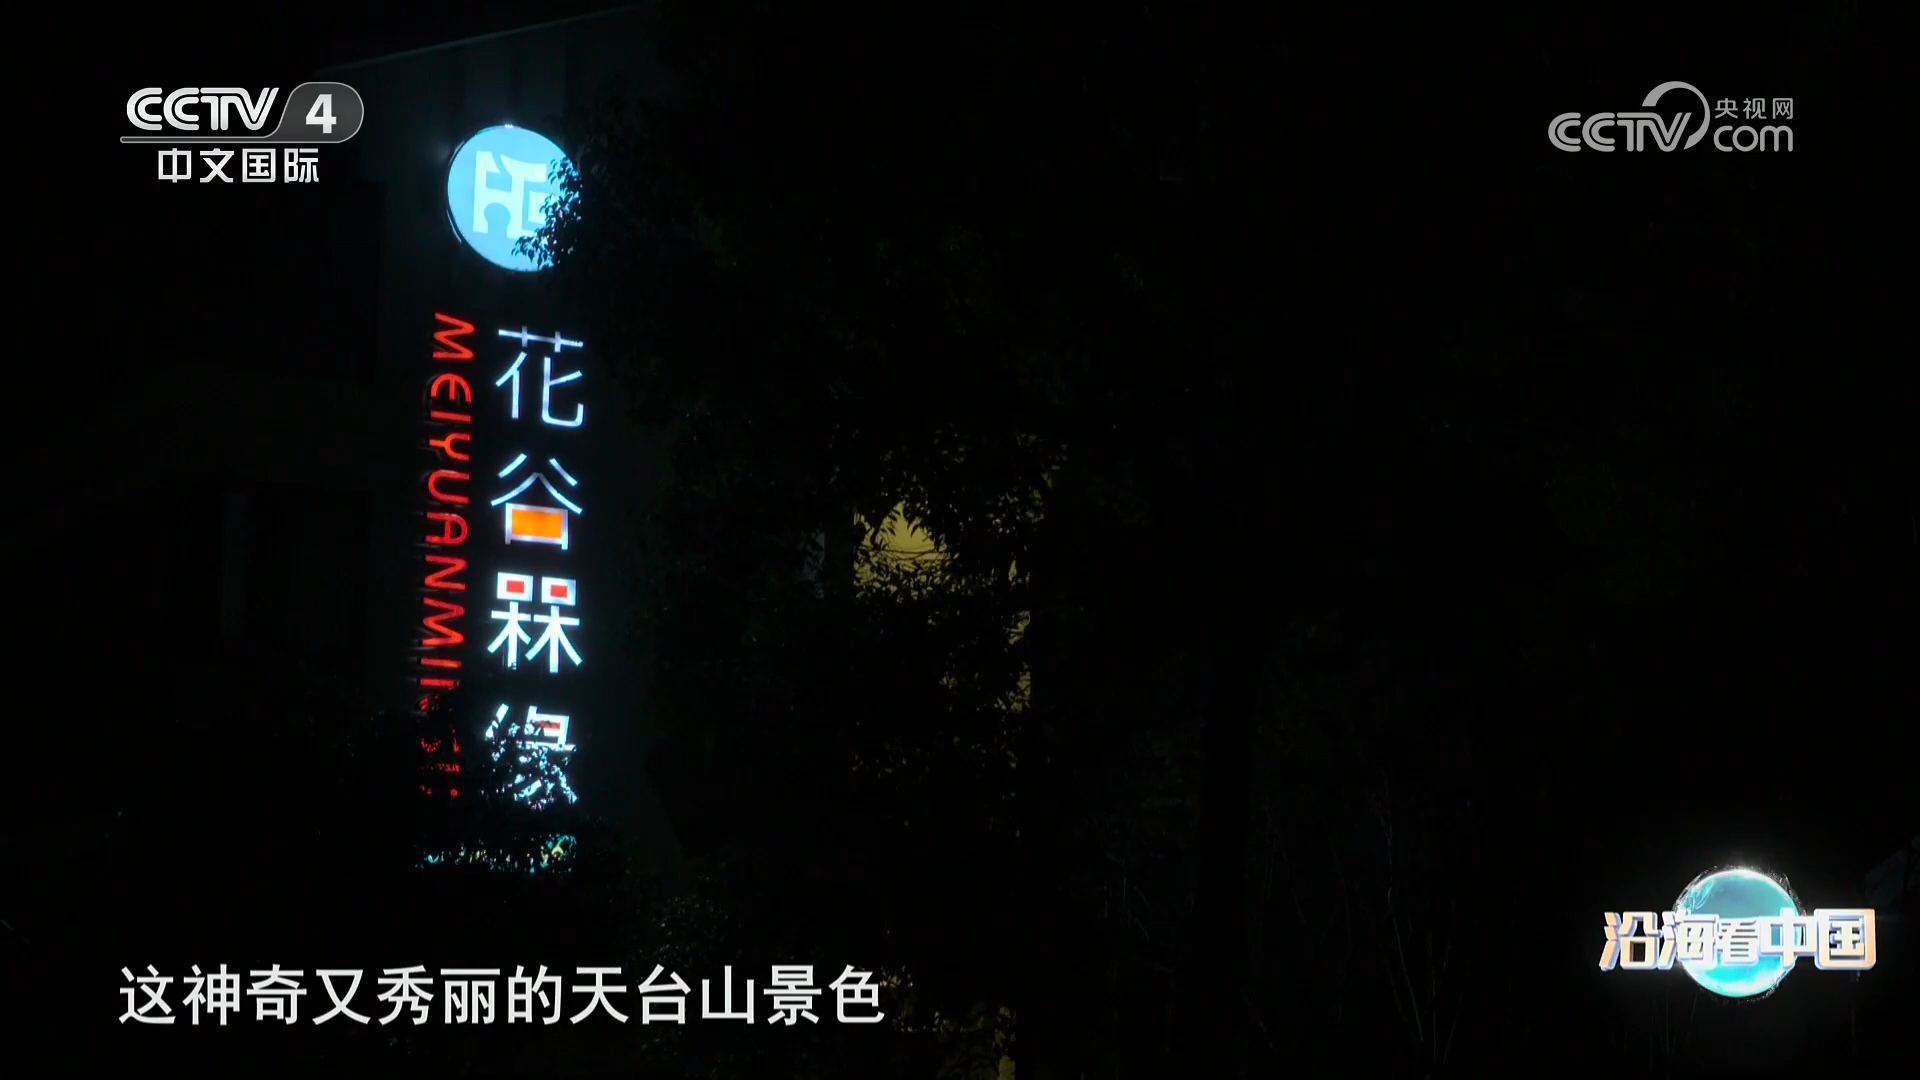 CCTV 4
中文国际
CCTV 央视网
com
花谷槑缘
MEIYUANMI
沿海看中国
这神奇又秀丽的天台山景色